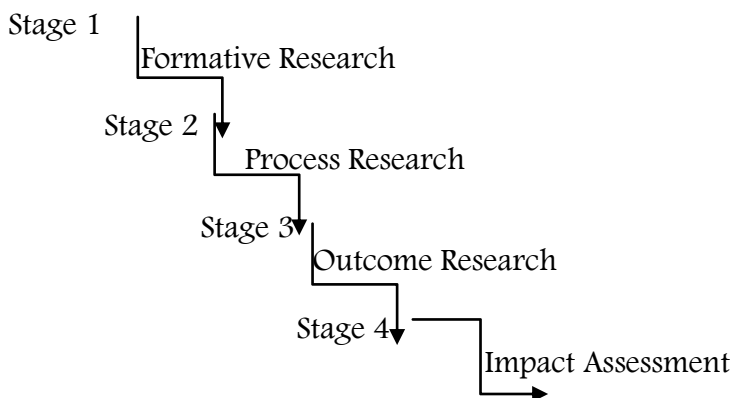 Stage 1
Formative Research
Stage 2
Process Research
Stage 3
Outcome Research
Stage 4
Impact Assessment